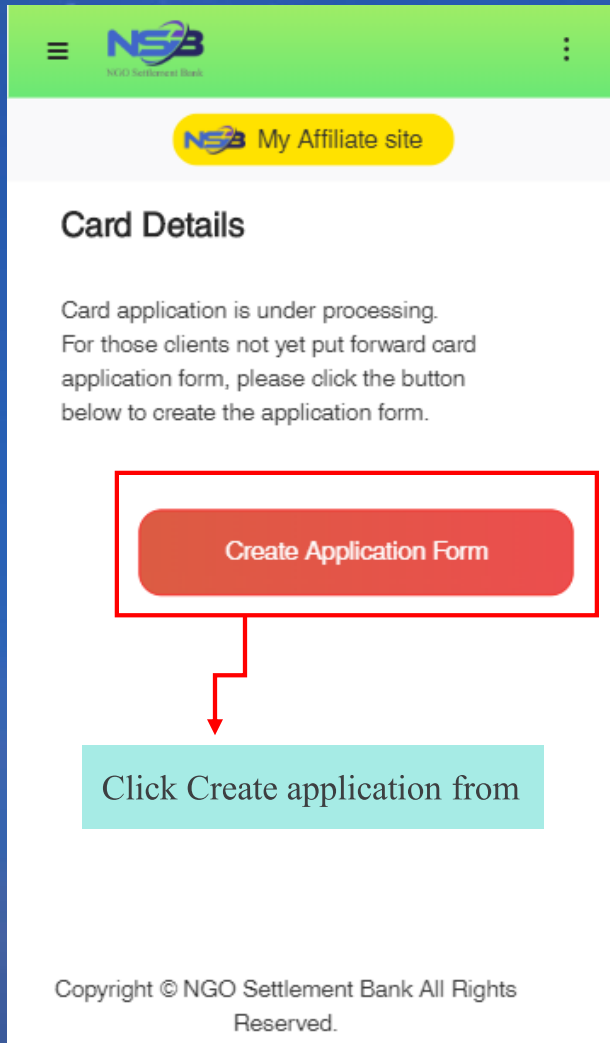 NSB
NGO Settlement Bank
NSB My Affiliate site
Card Details
Card application is under processing.
For those clients not yet put forward card
application form, please click the button
below to create the application form.
Create Application Form
Click Create application from
Copyright © NGO Settlement Bank All Rights
Reserved.